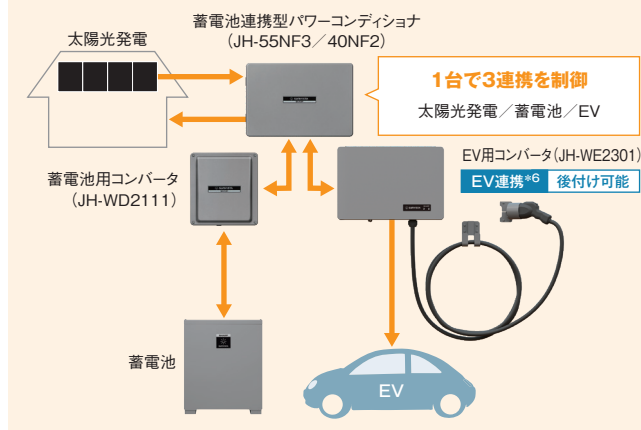 蓄電池連携型パワーコンディショナ
（JH-55NF3／40NF2）
太陽光発電
1台で3連携を制御
太陽光発電／蓄電池／EV
蓄電池用コンバータ
（JH-WD2111）
EV用コンバータ（JH-WE2301）
EV連携*6 後付け可能
蓄電池
EV